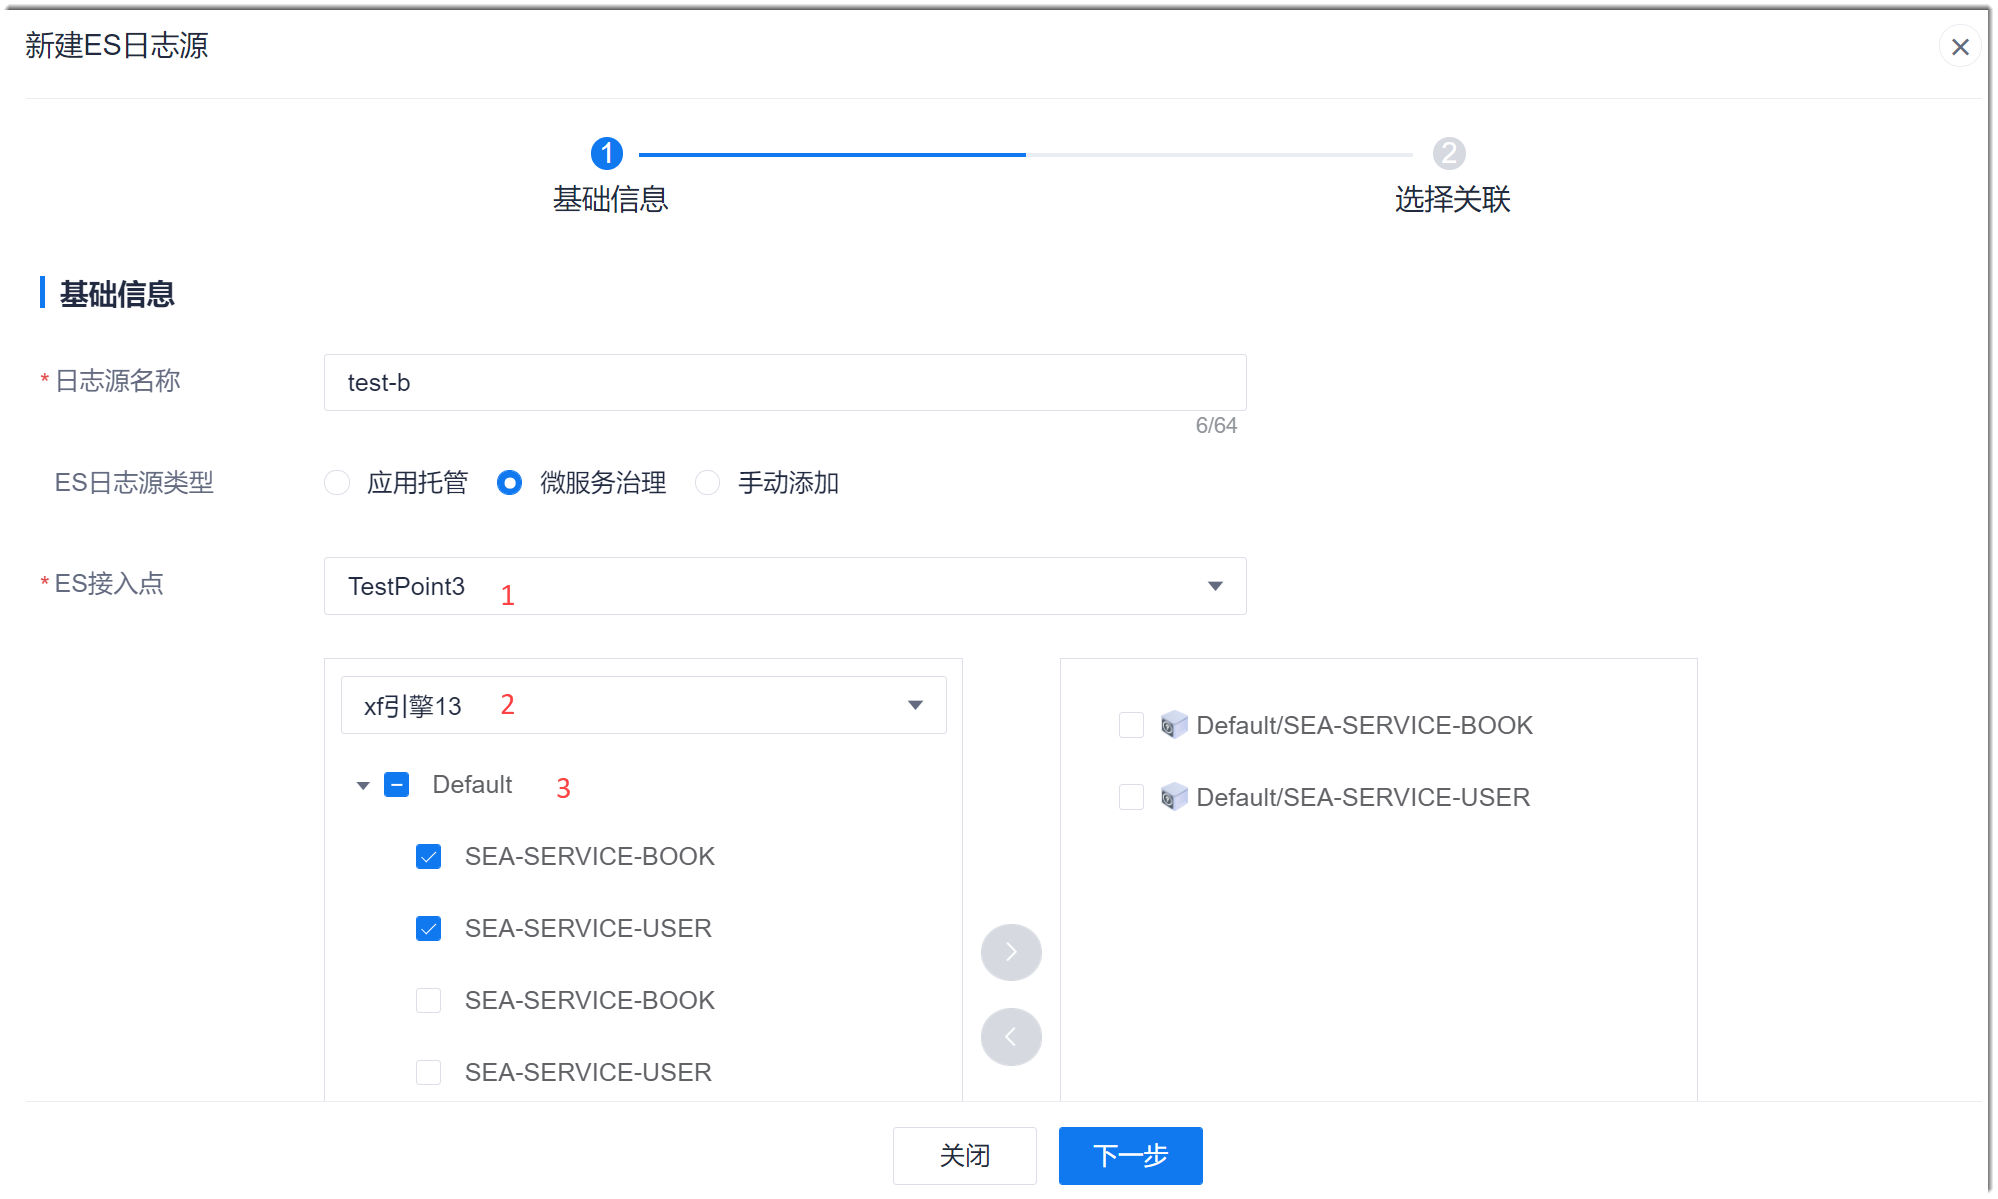 新建ES日志源
1
2
基础信息
选择关联
基础信息
* 日志源名称
test-b
6/64
ES日志源类型
应用托管
微服务治理
手动添加
* ES接入点
TestPoint3
1
xf引擎13
2
Default
3
SEA-SERVICE-BOOK
SEA-SERVICE-USER
SEA-SERVICE-BOOK
SEA-SERVICE-USER
Default/SEA-SERVICE-BOOK
Default/SEA-SERVICE-USER
关闭
下一步